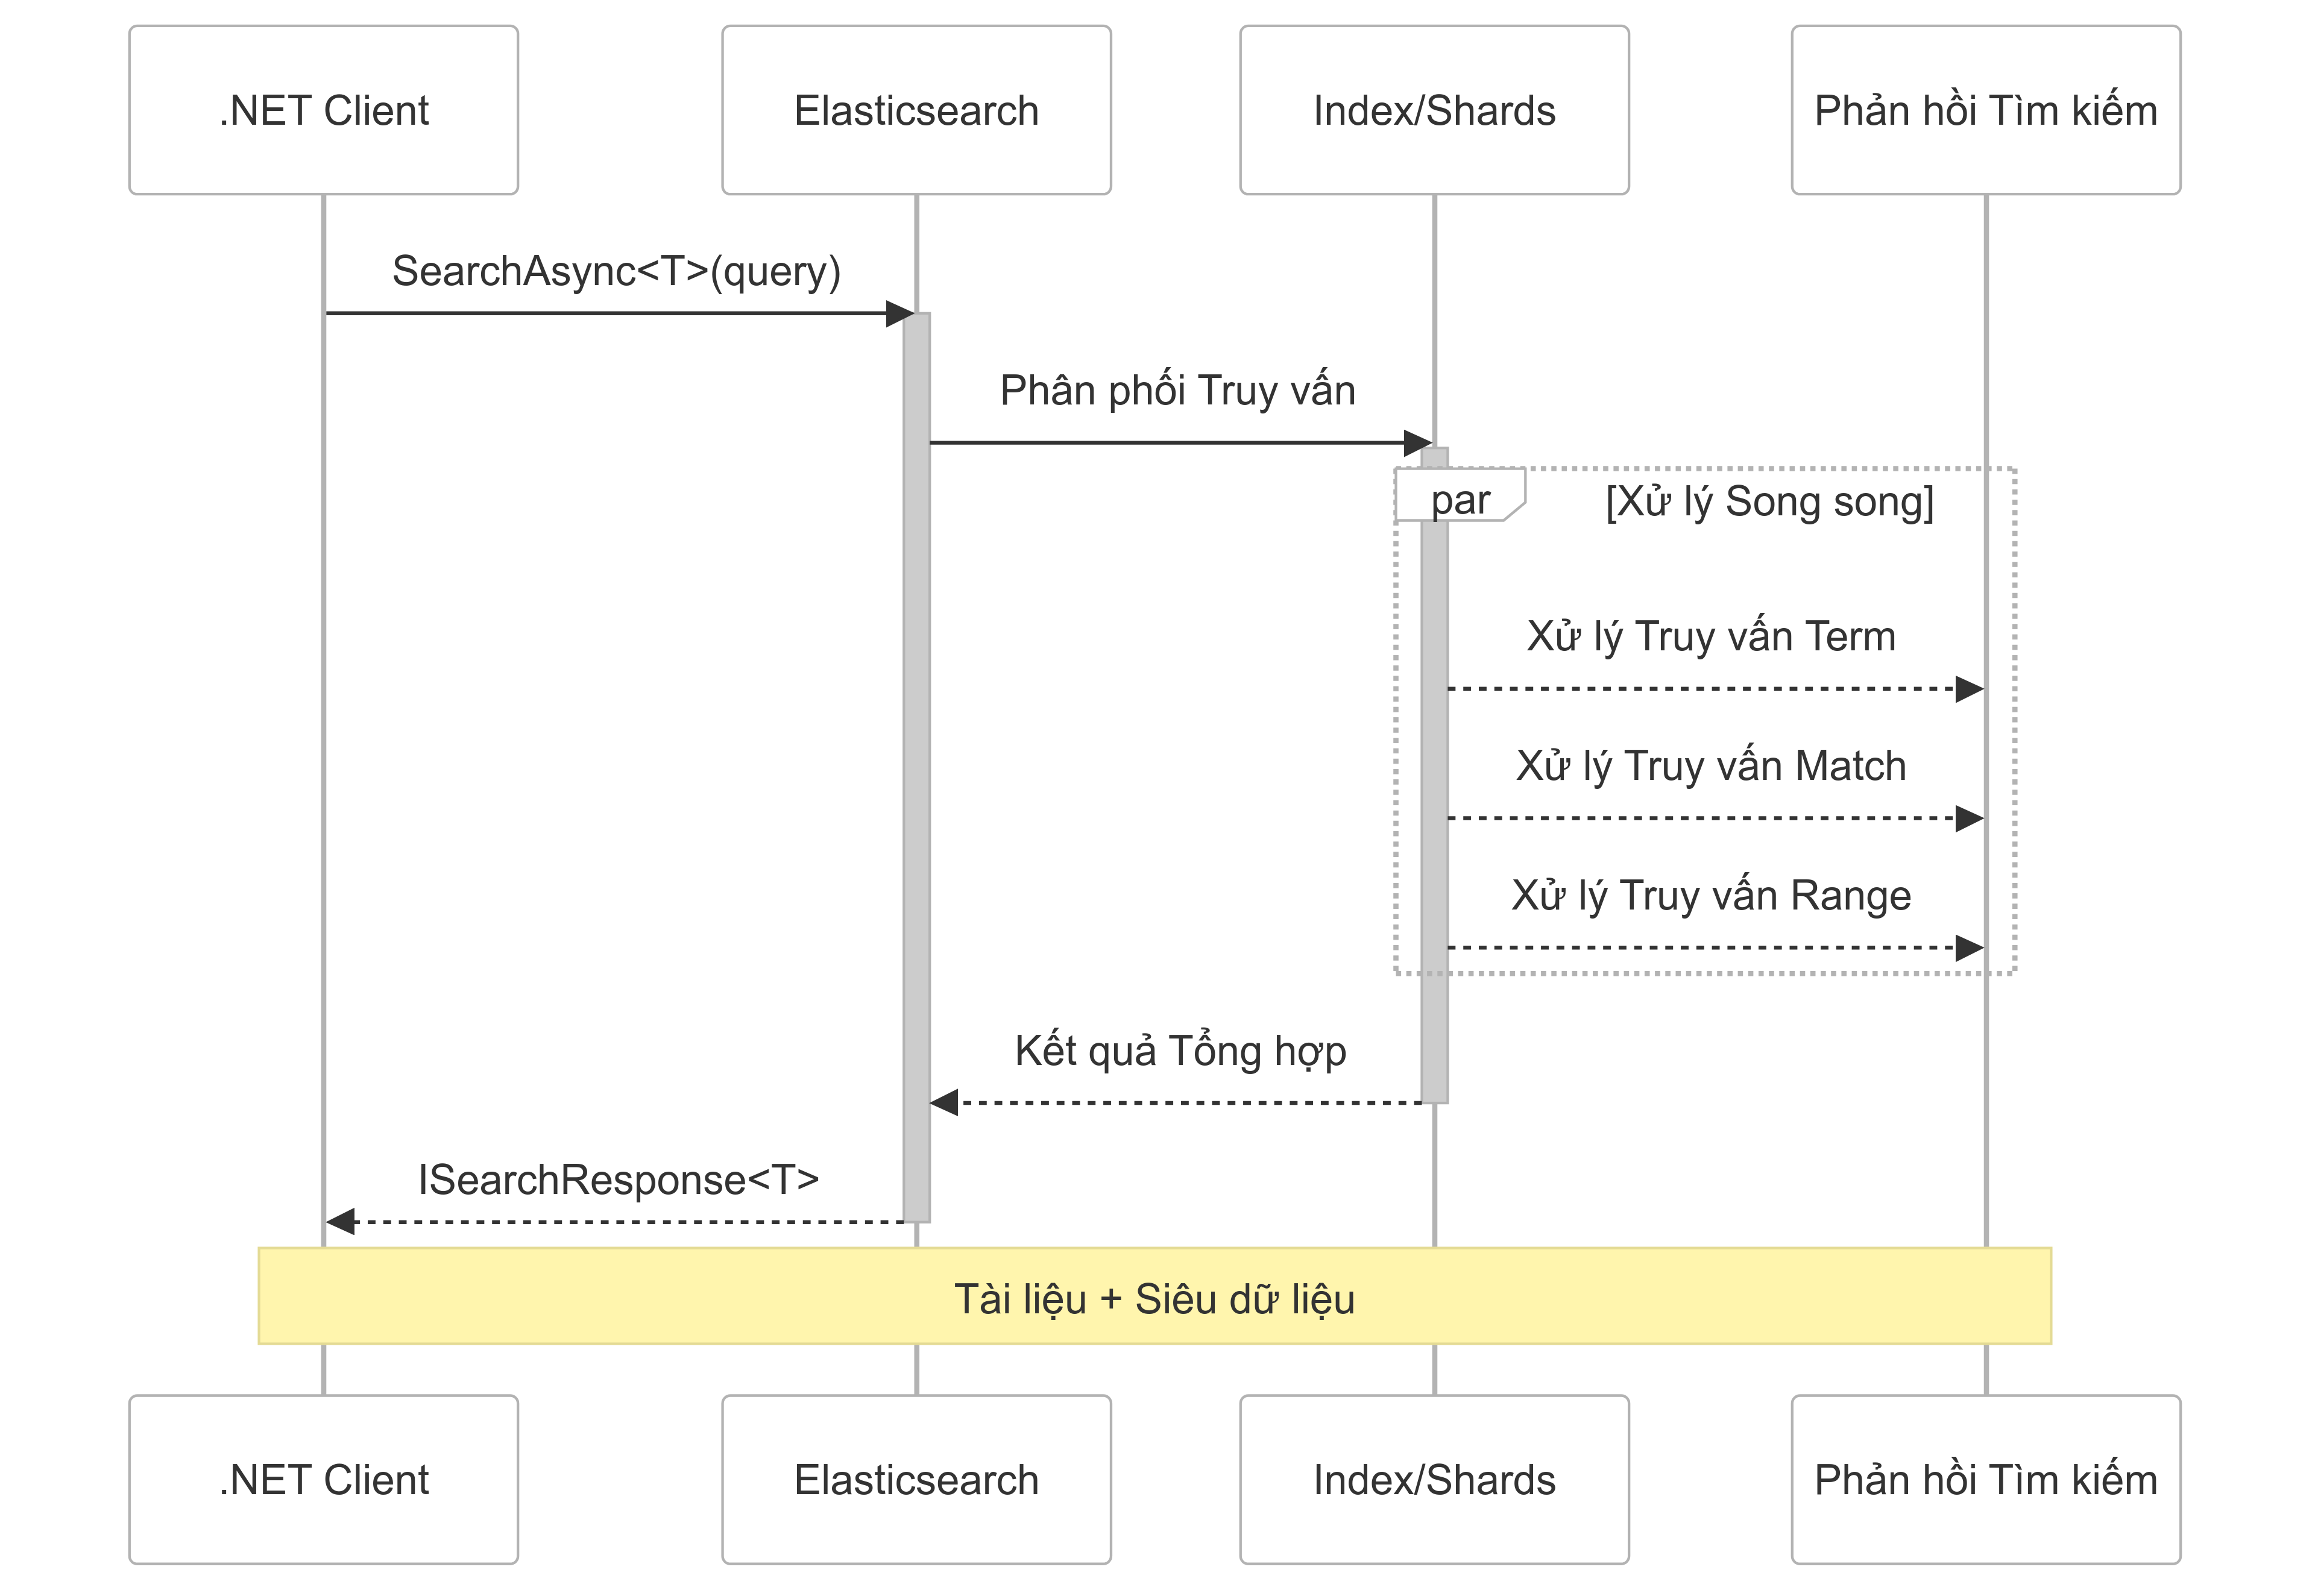 .NET Client
Elasticsearch
Index/Shards
Phản hồi Tìm kiếm
SearchAsync<T>(query)
Phân phối Truy vấn
par
[Xử lý Song song]
Xử lý Truy vấn Term
Xử lý Truy vấn Match
Xử lý Truy vấn Range
Kết quả Tổng hợp
ISearchResponse<T>
Tài liệu + Siêu dữ liệu
.NET Client
Elasticsearch
Index/Shards
Phản hồi Tìm kiếm